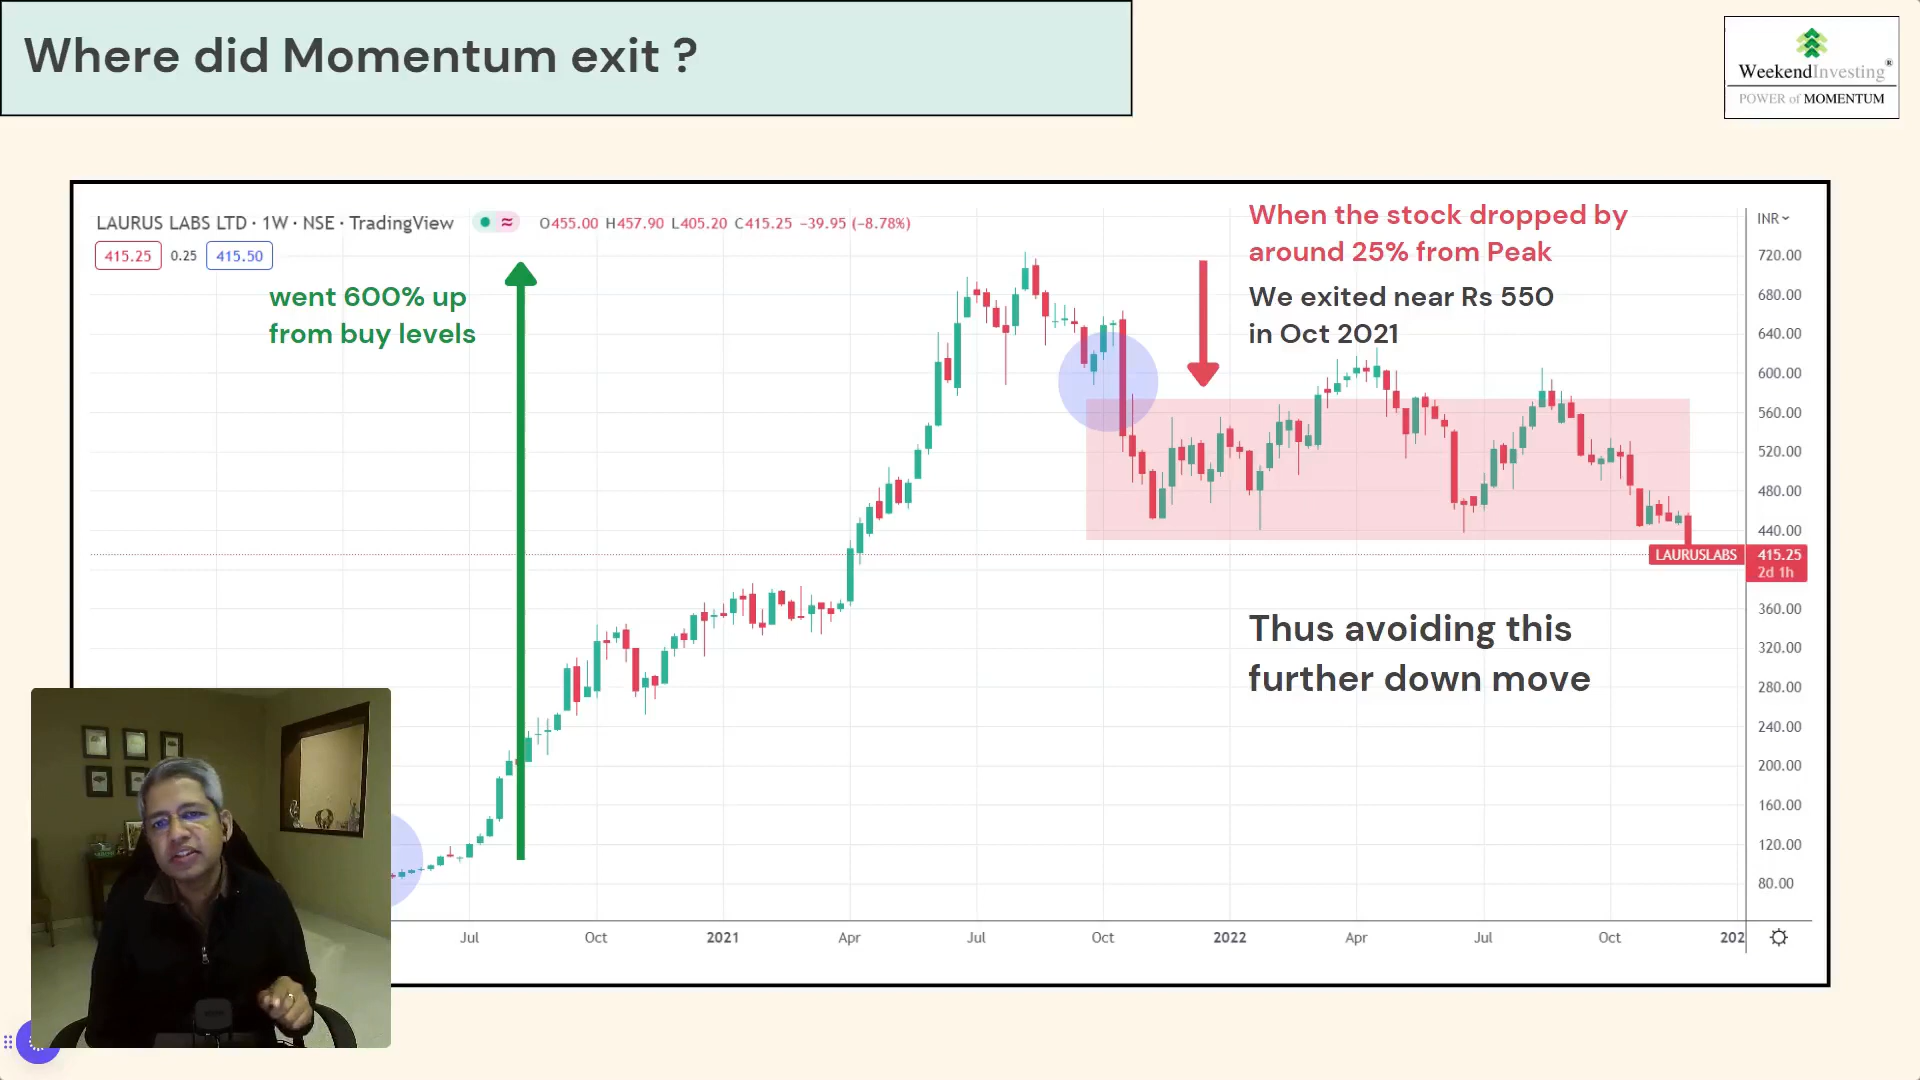 Where did Momentum exit ?
WeekendInvesting®
POWER of MOMENTUM
LAURUS LABS LTD · 1W · NSE · TradingView
≈
O455.00 H457.90 L405.20 C415.25 −39.95 (−8.78%)
415.25 0.25 415.50
went 600% up
from buy levels
When the stock dropped by
around 25% from Peak
We exited near Rs 550
in Oct 2021
Thus avoiding this
further down move
INR
720.00
680.00
640.00
600.00
560.00
520.00
480.00
440.00
LAURUSLABS 415.25
2d 1h
360.00
320.00
280.00
240.00
200.00
160.00
120.00
80.00
Jul Oct 2021 Apr Jul Oct 2022 Apr Jul Oct 202